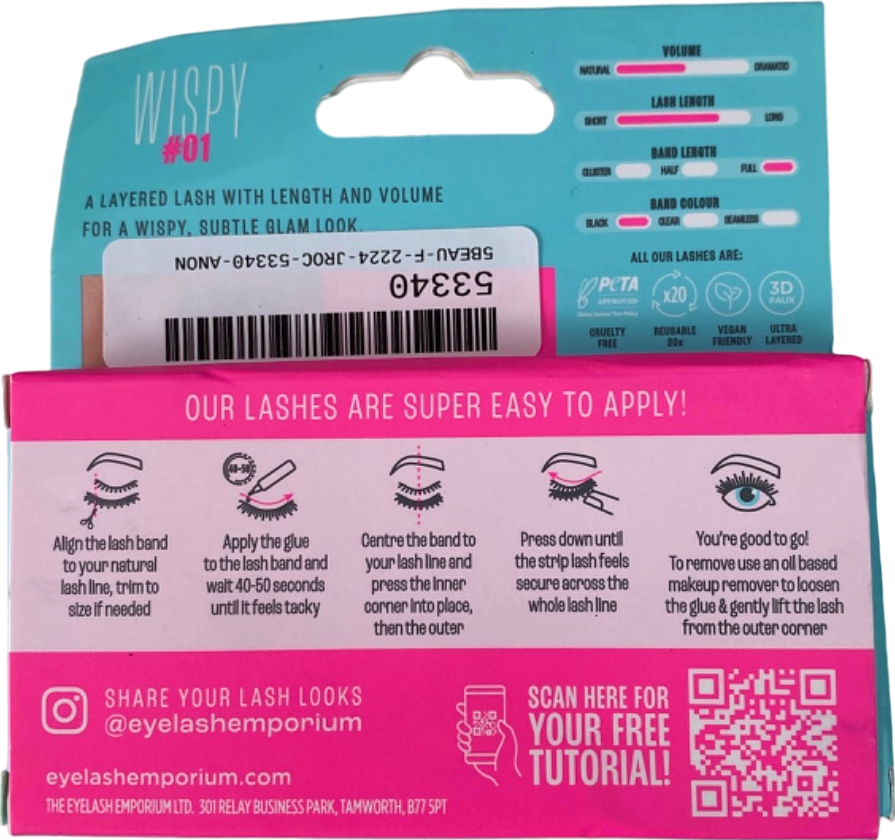 WISPY
#01
A LAYERED LASH WITH LENGTH AND VOLUME
FOR A WISPY, SUBTLE GLAM LOOK.
VOLUME
NATURAL DRAMATIC
LASH LENGTH
SHORT LONG
BAND LENGTH
CLUSTER HALF FULL
BAND COLOUR
BLACK CLEAR SEAMLESS
ALL OUR LASHES ARE:
PeTA
APPROVED
Global Animal Test Policy
x20
3D
FAUX
CRUELTY
FREE
REUSABLE
20x
VEGAN
FRIENDLY
ULTRA
LAYERED
53340
5BEAU-F-2224-JROC-53340-ANON
OUR LASHES ARE SUPER EASY TO APPLY!
Align the lash band
to your natural
lash line, trim to
size if needed
40-50
Apply the glue
to the lash band and
wait 40-50 seconds
until it feels tacky
Centre the band to
your lash line and
press the inner
corner into place,
then the outer
Press down until
the strip lash feels
secure across the
whole lash line
You're good to go!
To remove use an oil based
makeup remover to loosen
the glue & gently lift the lash
from the outer corner
SHARE YOUR LASH LOOKS
@eyelashemporium
eyelashemporium.com
THE EYELASH EMPORIUM LTD. 301 RELAY BUSINESS PARK, TAMWORTH, B77 5PT
SCAN HERE FOR
YOUR FREE
TUTORIAL!